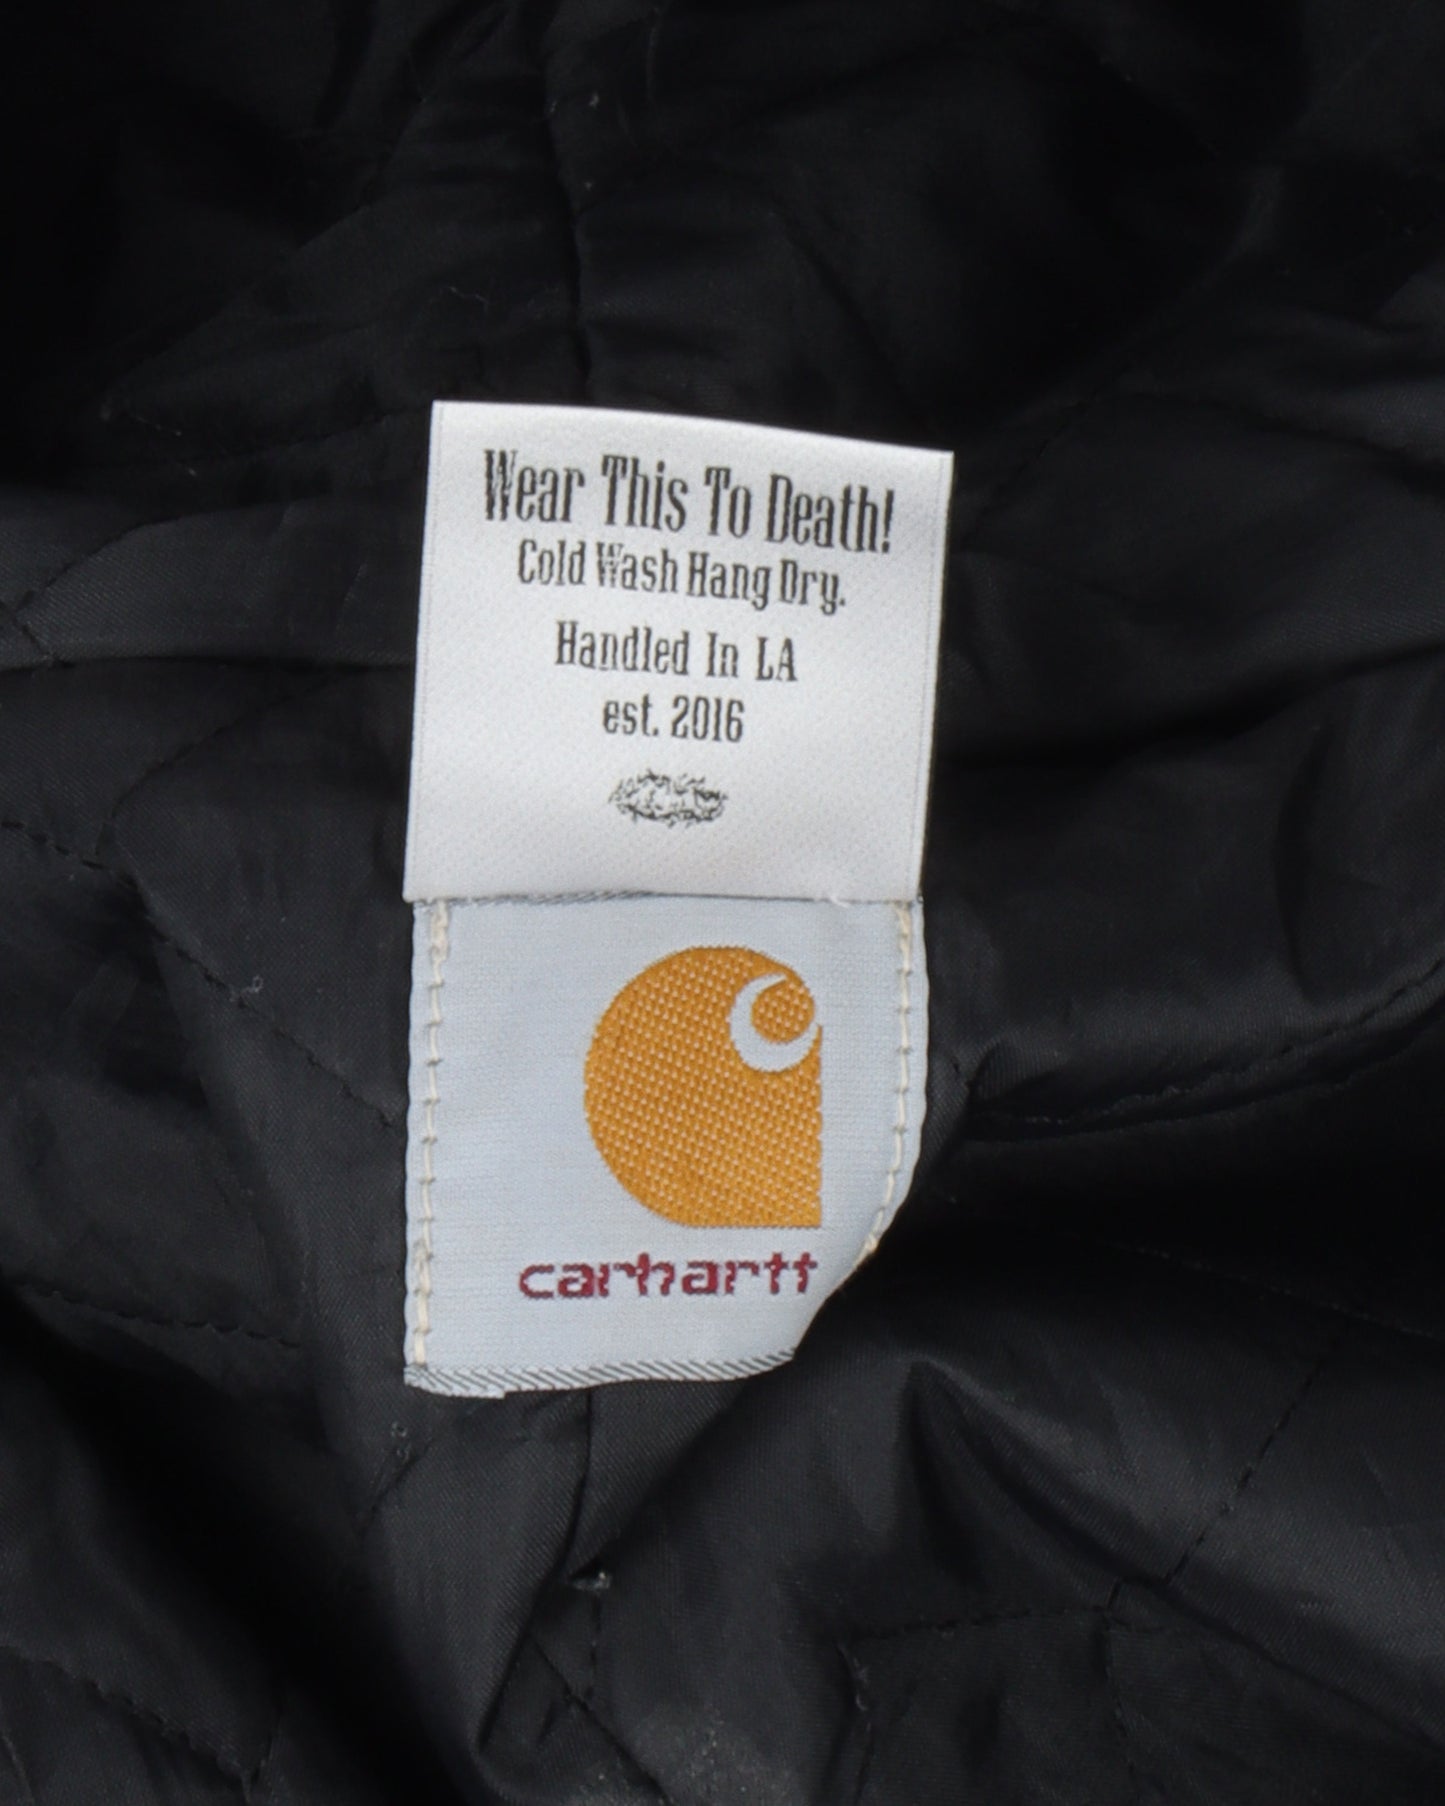 Wear This To Death!
Cold Wash Hang Dry.
Handled In LA
est. 2016
carhartt